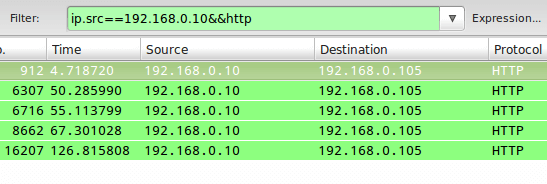 Filter: ip.src==192.168.0.10&&http Expression...
. Time Source Destination Protocol
912 4.718720 192.168.0.10 192.168.0.105 HTTP
6307 50.285990 192.168.0.10 192.168.0.105 HTTP
6716 55.113799 192.168.0.10 192.168.0.105 HTTP
8662 67.301028 192.168.0.10 192.168.0.105 HTTP
16207 126.815808 192.168.0.10 192.168.0.105 HTTP